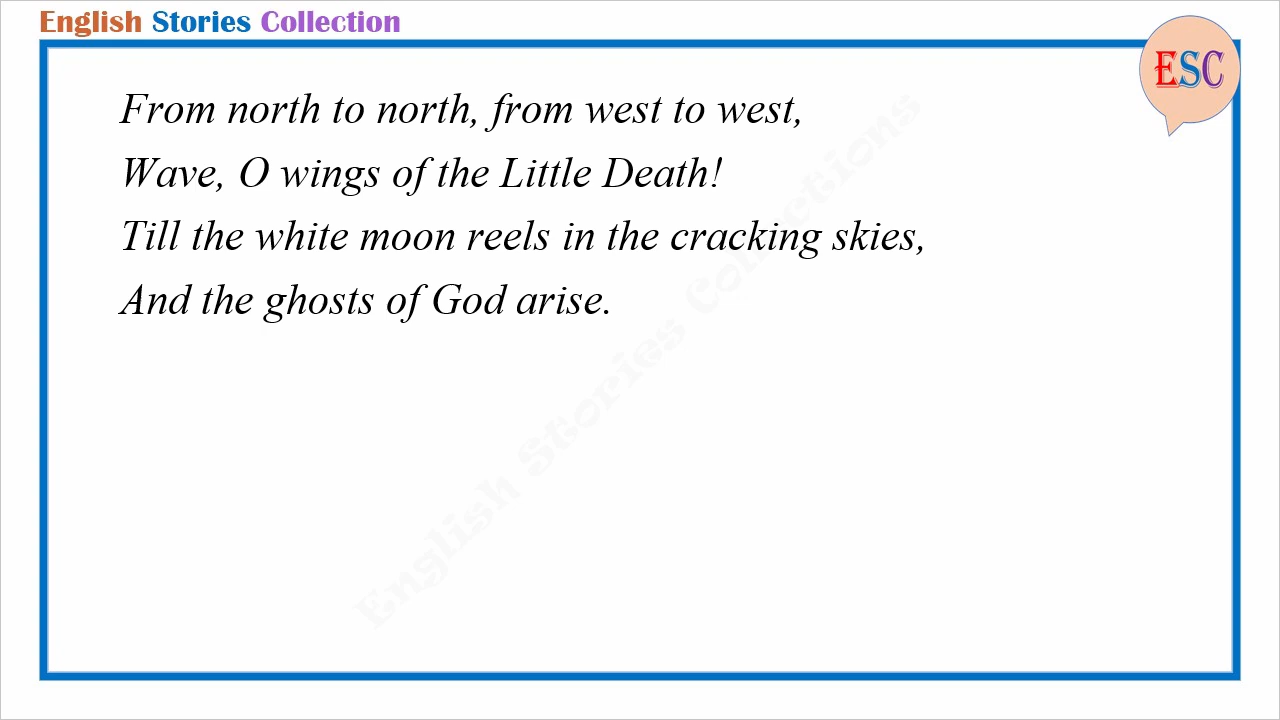 English Stories Collection
ESC
From north to north, from west to west,
Wave, O wings of the Little Death!
Till the white moon reels in the cracking skies,
And the ghosts of God arise.
English Stories Collections